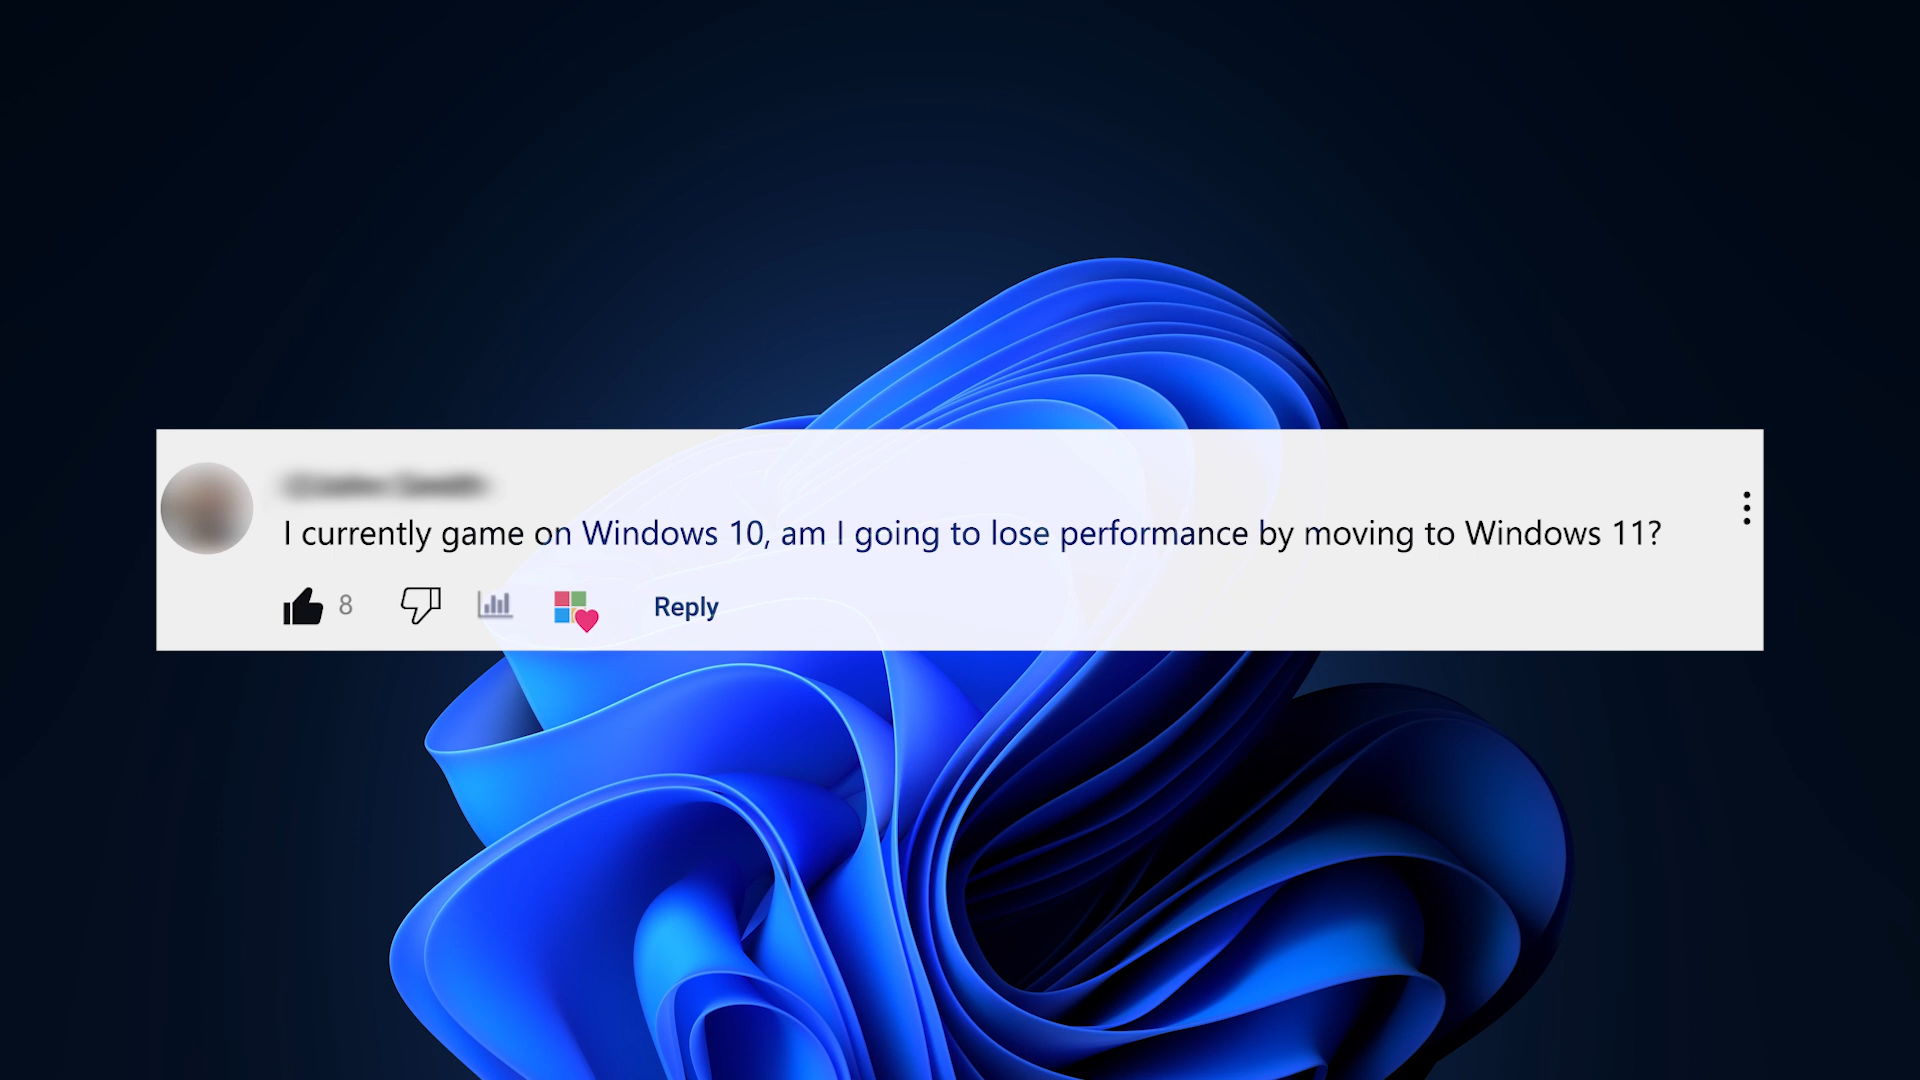 I currently game on Windows 10, am I going to lose performance by moving to Windows 11?
8
Reply